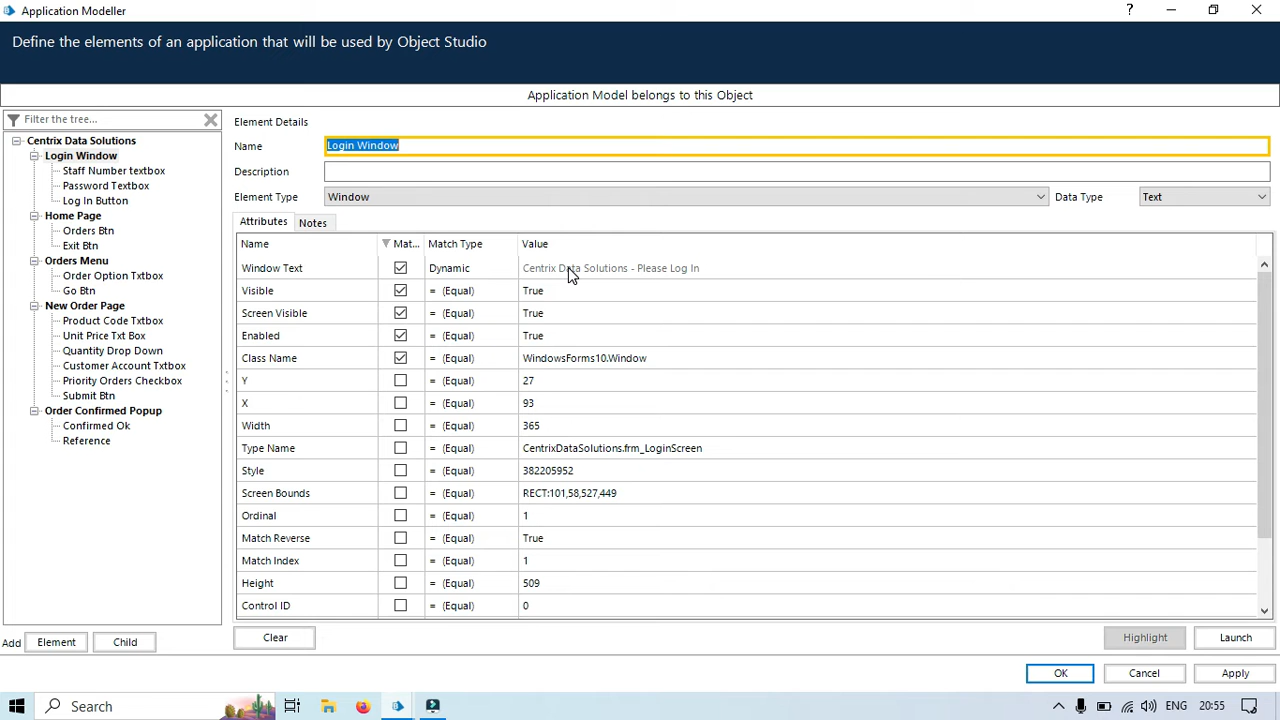 Application Modeller
?
Define the elements of an application that will be used by Object Studio
Application Model belongs to this Object
Filter the tree...
Centrix Data Solutions
Login Window
Staff Number textbox
Password Textbox
Log In Button
Home Page
Orders Btn
Exit Btn
Orders Menu
Order Option Txtbox
Go Btn
New Order Page
Product Code Txtbox
Unit Price Txt Box
Quantity Drop Down
Customer Account Txtbox
Priority Orders Checkbox
Submit Btn
Order Confirmed Popup
Confirmed Ok
Reference
Add Element Child
Element Details
Name Login Window
Description
Element Type Window Data Type Text
Attributes Notes
Name Mat... Match Type Value
Window Text Dynamic Centrix Data Solutions - Please Log In
Visible = (Equal) True
Screen Visible = (Equal) True
Enabled = (Equal) True
Class Name = (Equal) WindowsForms10.Window
Y = (Equal) 27
X = (Equal) 93
Width = (Equal) 365
Type Name = (Equal) CentrixDataSolutions.frm_LoginScreen
Style = (Equal) 382205952
Screen Bounds = (Equal) RECT:101,58,527,449
Ordinal = (Equal) 1
Match Reverse = (Equal) True
Match Index = (Equal) 1
Height = (Equal) 509
Control ID = (Equal) 0
Clear Highlight Launch
OK Cancel Apply
Search ENG 20:55